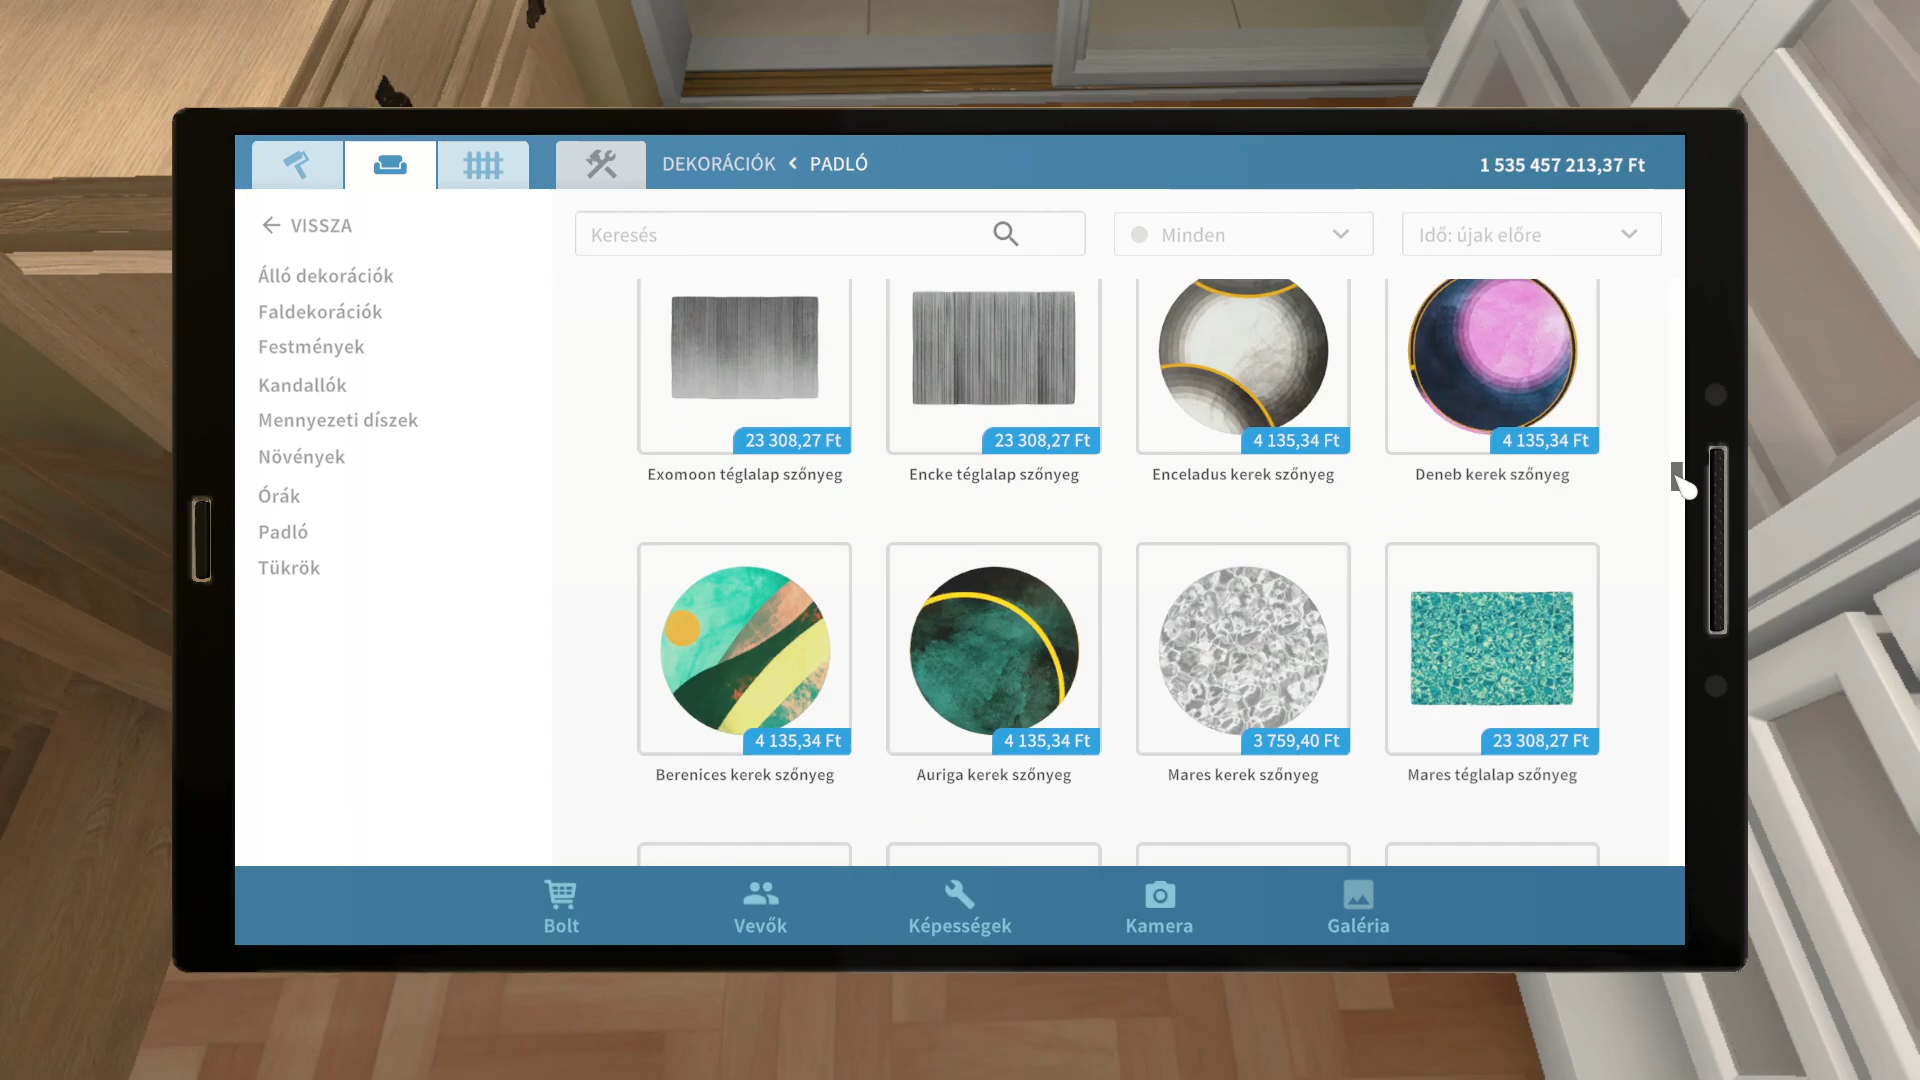 DEKORÁCIÓK < PADLÓ
1 535 457 213,37 Ft
VISSZA
Álló dekorációk
Faldekorációk
Festmények
Kandallók
Mennyezeti díszek
Növények
Órák
Padló
Tükrök
Keresés
Minden
Idő: újak előre
23 308,27 Ft
23 308,27 Ft
4 135,34 Ft
4 135,34 Ft
Exomoon téglalap szőnyeg
Encke téglalap szőnyeg
Enceladus kerek szőnyeg
Deneb kerek szőnyeg
4 135,34 Ft
4 135,34 Ft
3 759,40 Ft
23 308,27 Ft
Berenices kerek szőnyeg
Auriga kerek szőnyeg
Mares kerek szőnyeg
Mares téglalap szőnyeg
Bolt
Vevők
Képességek
Kamera
Galéria